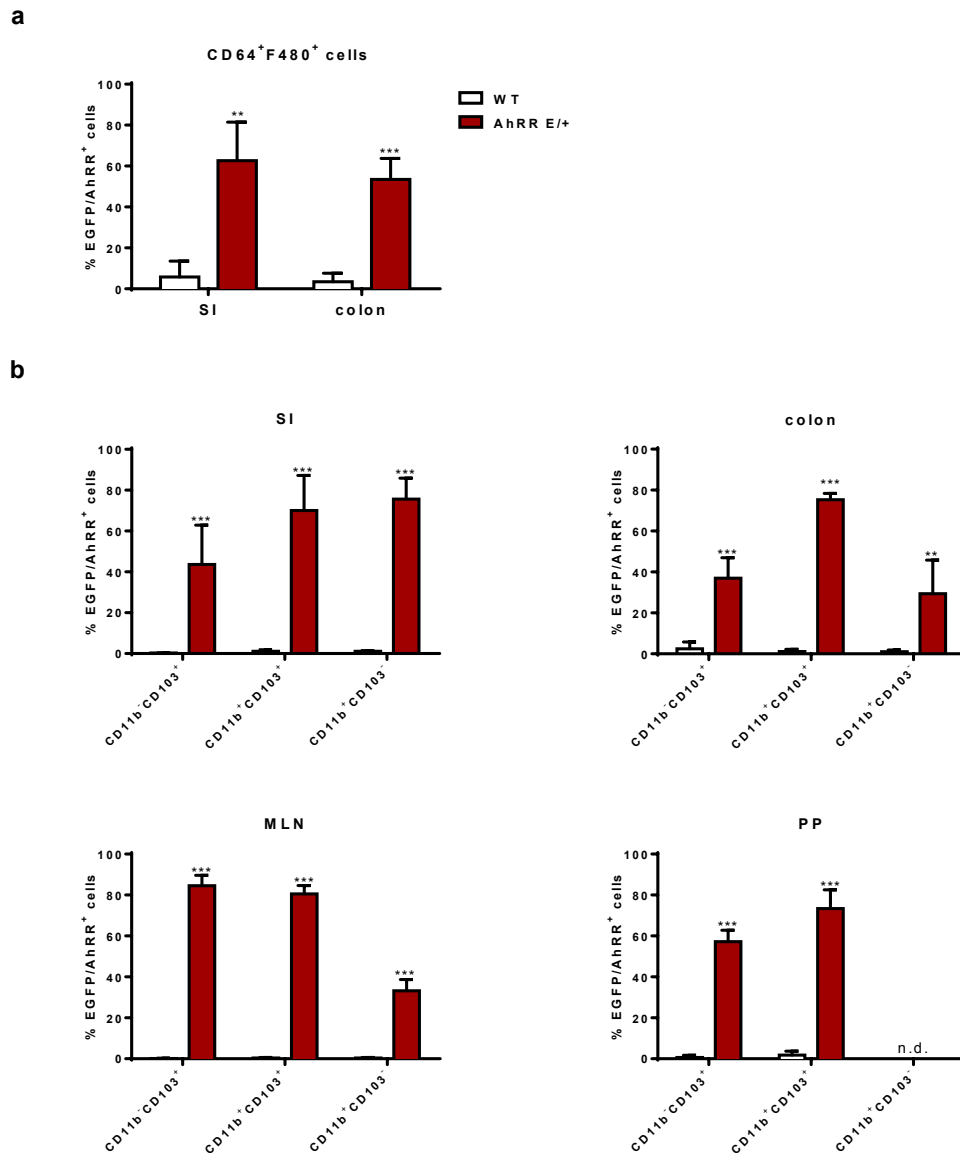 a
CD64⁺F480⁺ cells
% EGFP/AhRR⁺ cells
100
80
60
40
20
0
**
***
SI
colon
WT
AhRR E/+
b
SI
% EGFP/AhRR⁺ cells
100
80
60
40
20
0
***
***
***
CD11b⁻CD103⁺
CD11b⁺CD103⁺
CD11b⁺CD103⁻
colon
% EGFP/AhRR⁺ cells
100
80
60
40
20
0
***
***
**
CD11b⁻CD103⁺
CD11b⁺CD103⁺
CD11b⁺CD103⁻
MLN
% EGFP/AhRR⁺ cells
100
80
60
40
20
0
***
***
***
CD11b⁻CD103⁺
CD11b⁺CD103⁺
CD11b⁺CD103⁻
PP
% EGFP/AhRR⁺ cells
100
80
60
40
20
0
***
***
n.d.
CD11b⁻CD103⁺
CD11b⁺CD103⁺
CD11b⁺CD103⁻